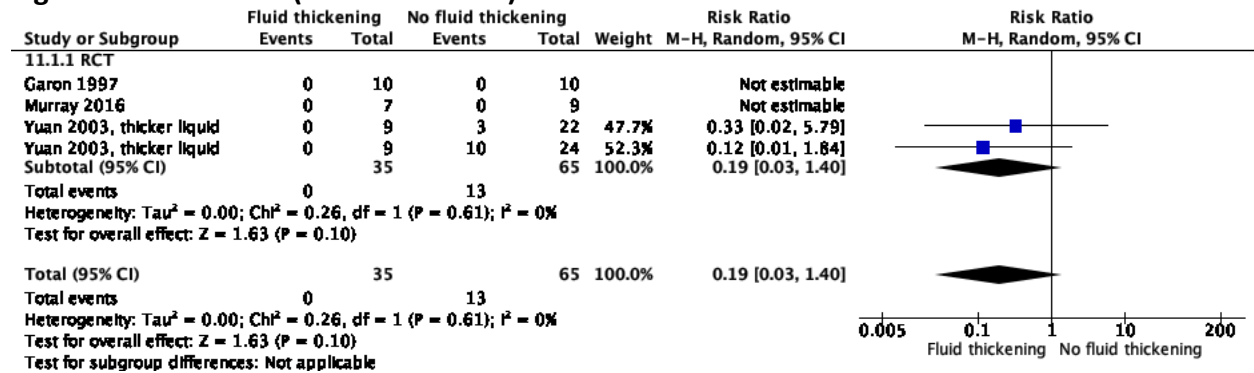 Fluid thickening No fluid thickening Risk Ratio Risk Ratio
Study or Subgroup Events Total Events Total Weight M-H, Random, 95% CI M-H, Random, 95% CI
11.1.1 RCT
Garon 1997 0 10 0 10 Not estimable
Murray 2016 0 7 0 9 Not estimable
Yuan 2003, thicker liquid 0 9 3 22 47.7% 0.33 [0.02, 5.79]
Yuan 2003, thicker liquid 0 9 10 24 52.3% 0.12 [0.01, 1.84]
Subtotal (95% CI) 35 65 100.0% 0.19 [0.03, 1.40]
Total events 0 13
Heterogeneity: Tau² = 0.00; Chi² = 0.26, df = 1 (P = 0.61); I² = 0%
Test for overall effect: Z = 1.63 (P = 0.10)
Total (95% CI) 35 65 100.0% 0.19 [0.03, 1.40]
Total events 0 13
Heterogeneity: Tau² = 0.00; Chi² = 0.26, df = 1 (P = 0.61); I² = 0%
Test for overall effect: Z = 1.63 (P = 0.10)
Test for subgroup differences: Not applicable
0.005 0.1 1 10 200
Fluid thickening No fluid thickening